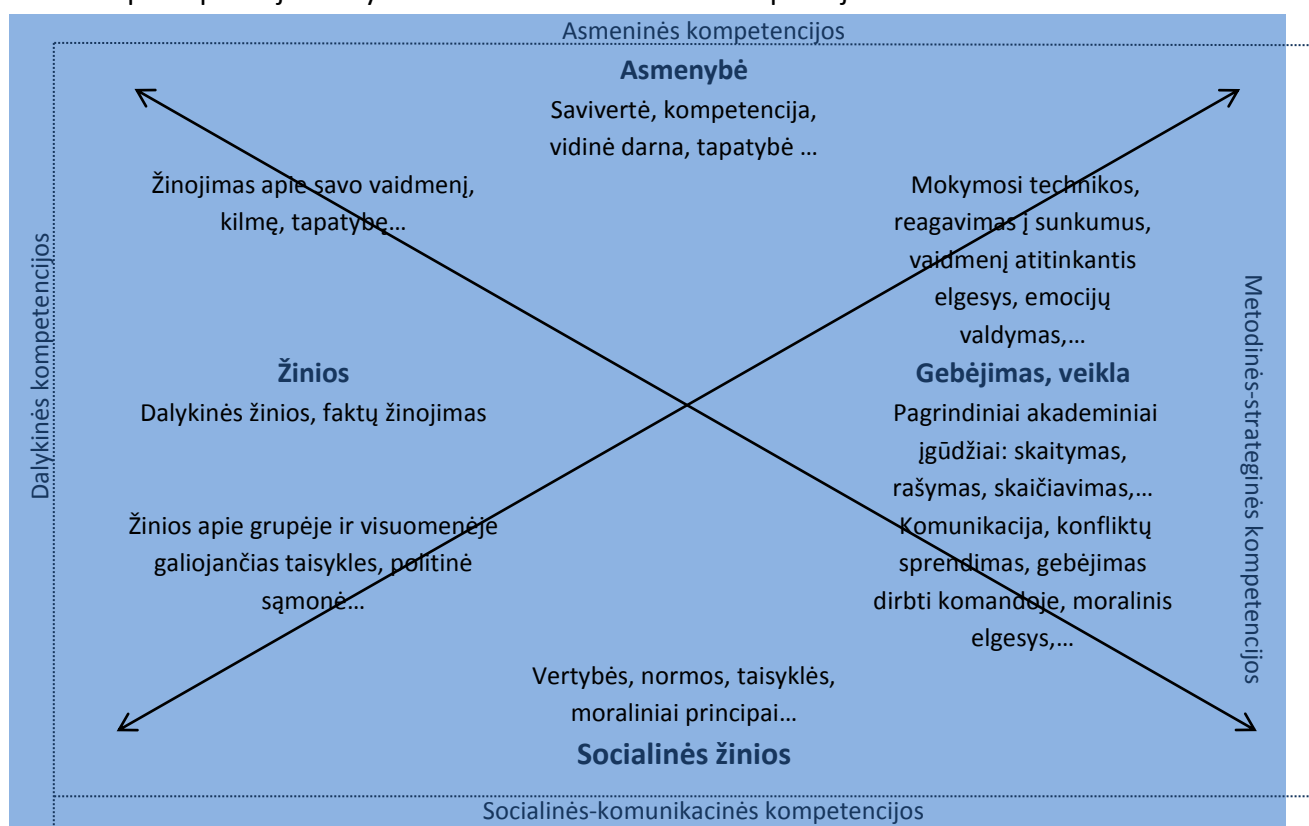 Asmeninės kompetencijos
Asmenybė
Savivertė, kompetencija,
vidinė darna, tapatybė …
Žinojimas apie savo vaidmenį,
kilmę, tapatybę…
Mokymosi technikos,
reagavimas į sunkumus,
vaidmenį atitinkantis
elgesys, emocijų
valdymas,…
Dalykinės kompetencijos
Žinios
Dalykinės žinios, faktų žinojimas
Gebėjimas, veikla
Pagrindiniai akademiniai
įgūdžiai: skaitymas,
rašymas, skaičiavimas,…
Metodinės-strateginės kompetencijos
Žinios apie grupėje ir visuomenėje
galiojančias taisykles, politinė
sąmonė…
Komunikacija, konfliktų
sprendimas, gebėjimas
dirbti komandoje, moralinis
elgesys,…
Vertybės, normos, taisyklės,
moraliniai principai…
Socialinės žinios
Socialinės-komunikacinės kompetencijos